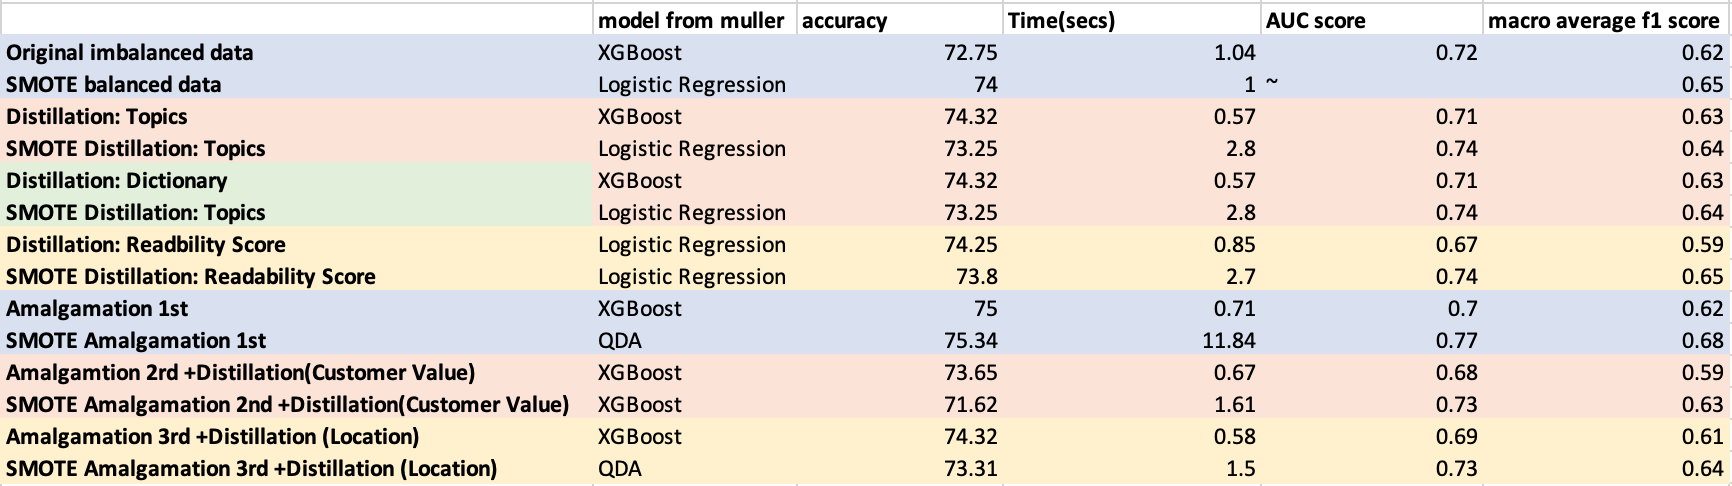 model from muller accuracy Time(secs) AUC score macro average f1 score
Original imbalanced data XGBoost 72.75 1.04 0.72 0.62
SMOTE balanced data Logistic Regression 74 1 ~ 0.65
Distillation: Topics XGBoost 74.32 0.57 0.71 0.63
SMOTE Distillation: Topics Logistic Regression 73.25 2.8 0.74 0.64
Distillation: Dictionary XGBoost 74.32 0.57 0.71 0.63
SMOTE Distillation: Topics Logistic Regression 73.25 2.8 0.74 0.64
Distillation: Readbility Score Logistic Regression 74.25 0.85 0.67 0.59
SMOTE Distillation: Readability Score Logistic Regression 73.8 2.7 0.74 0.65
Amalgamation 1st XGBoost 75 0.71 0.7 0.62
SMOTE Amalgamation 1st QDA 75.34 11.84 0.77 0.68
Amalgamtion 2rd +Distillation(Customer Value) XGBoost 73.65 0.67 0.68 0.59
SMOTE Amalgamation 2nd +Distillation(Customer Value) XGBoost 71.62 1.61 0.73 0.63
Amalgamation 3rd +Distillation (Location) XGBoost 74.32 0.58 0.69 0.61
SMOTE Amalgamation 3rd +Distillation (Location) QDA 73.31 1.5 0.73 0.64